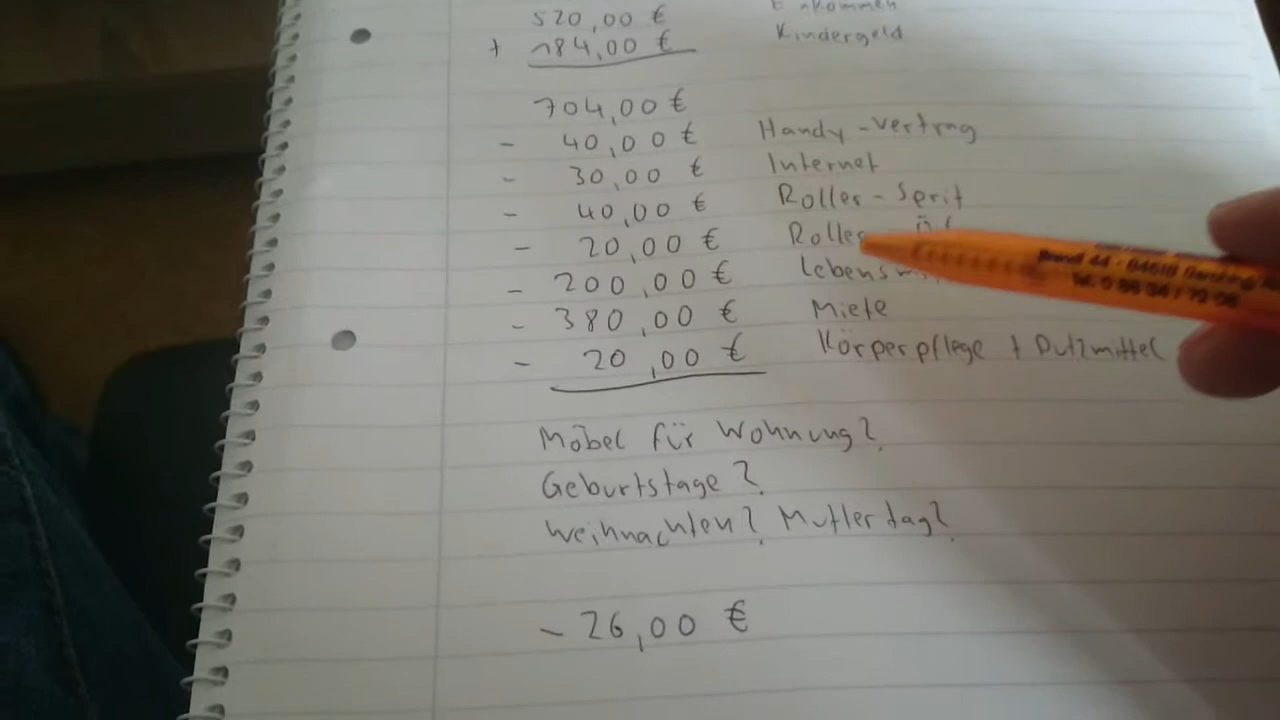 520,00 € Einkommen
+ 184,00 € Kindergeld
704,00 €
- 40,00 € Handy-Vertrag
- 30,00 € Internet
- 40,00 € Roller-Sprit
- 20,00 € Roller
- 200,00 €
- 380,00 € Miete
- 20,00 € Körperpflege + Putzmittel
Möbel für Wohnung?
Geburtstage?
Weihnachten? Muttertag?
- 26,00 €